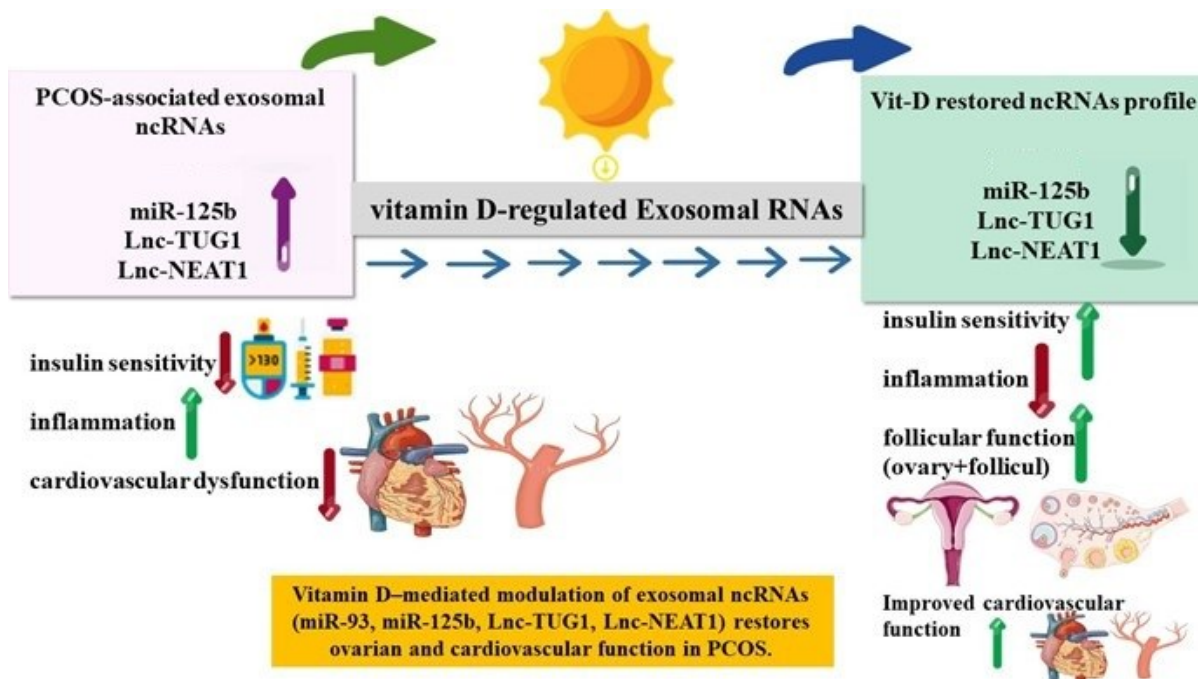 PCOS-associated exosomal
ncRNAs
miR-125b
Lnc-TUG1
Lnc-NEAT1
vitamin D-regulated Exosomal RNAs
Vit-D restored ncRNAs profile
miR-125b
Lnc-TUG1
Lnc-NEAT1
insulin sensitivity
>130
inflammation
cardiovascular dysfunction
insulin sensitivity
inflammation
follicular function
(ovary+follicul)
Improved cardiovascular
function
Vitamin D–mediated modulation of exosomal ncRNAs
(miR-93, miR-125b, Lnc-TUG1, Lnc-NEAT1) restores
ovarian and cardiovascular function in PCOS.